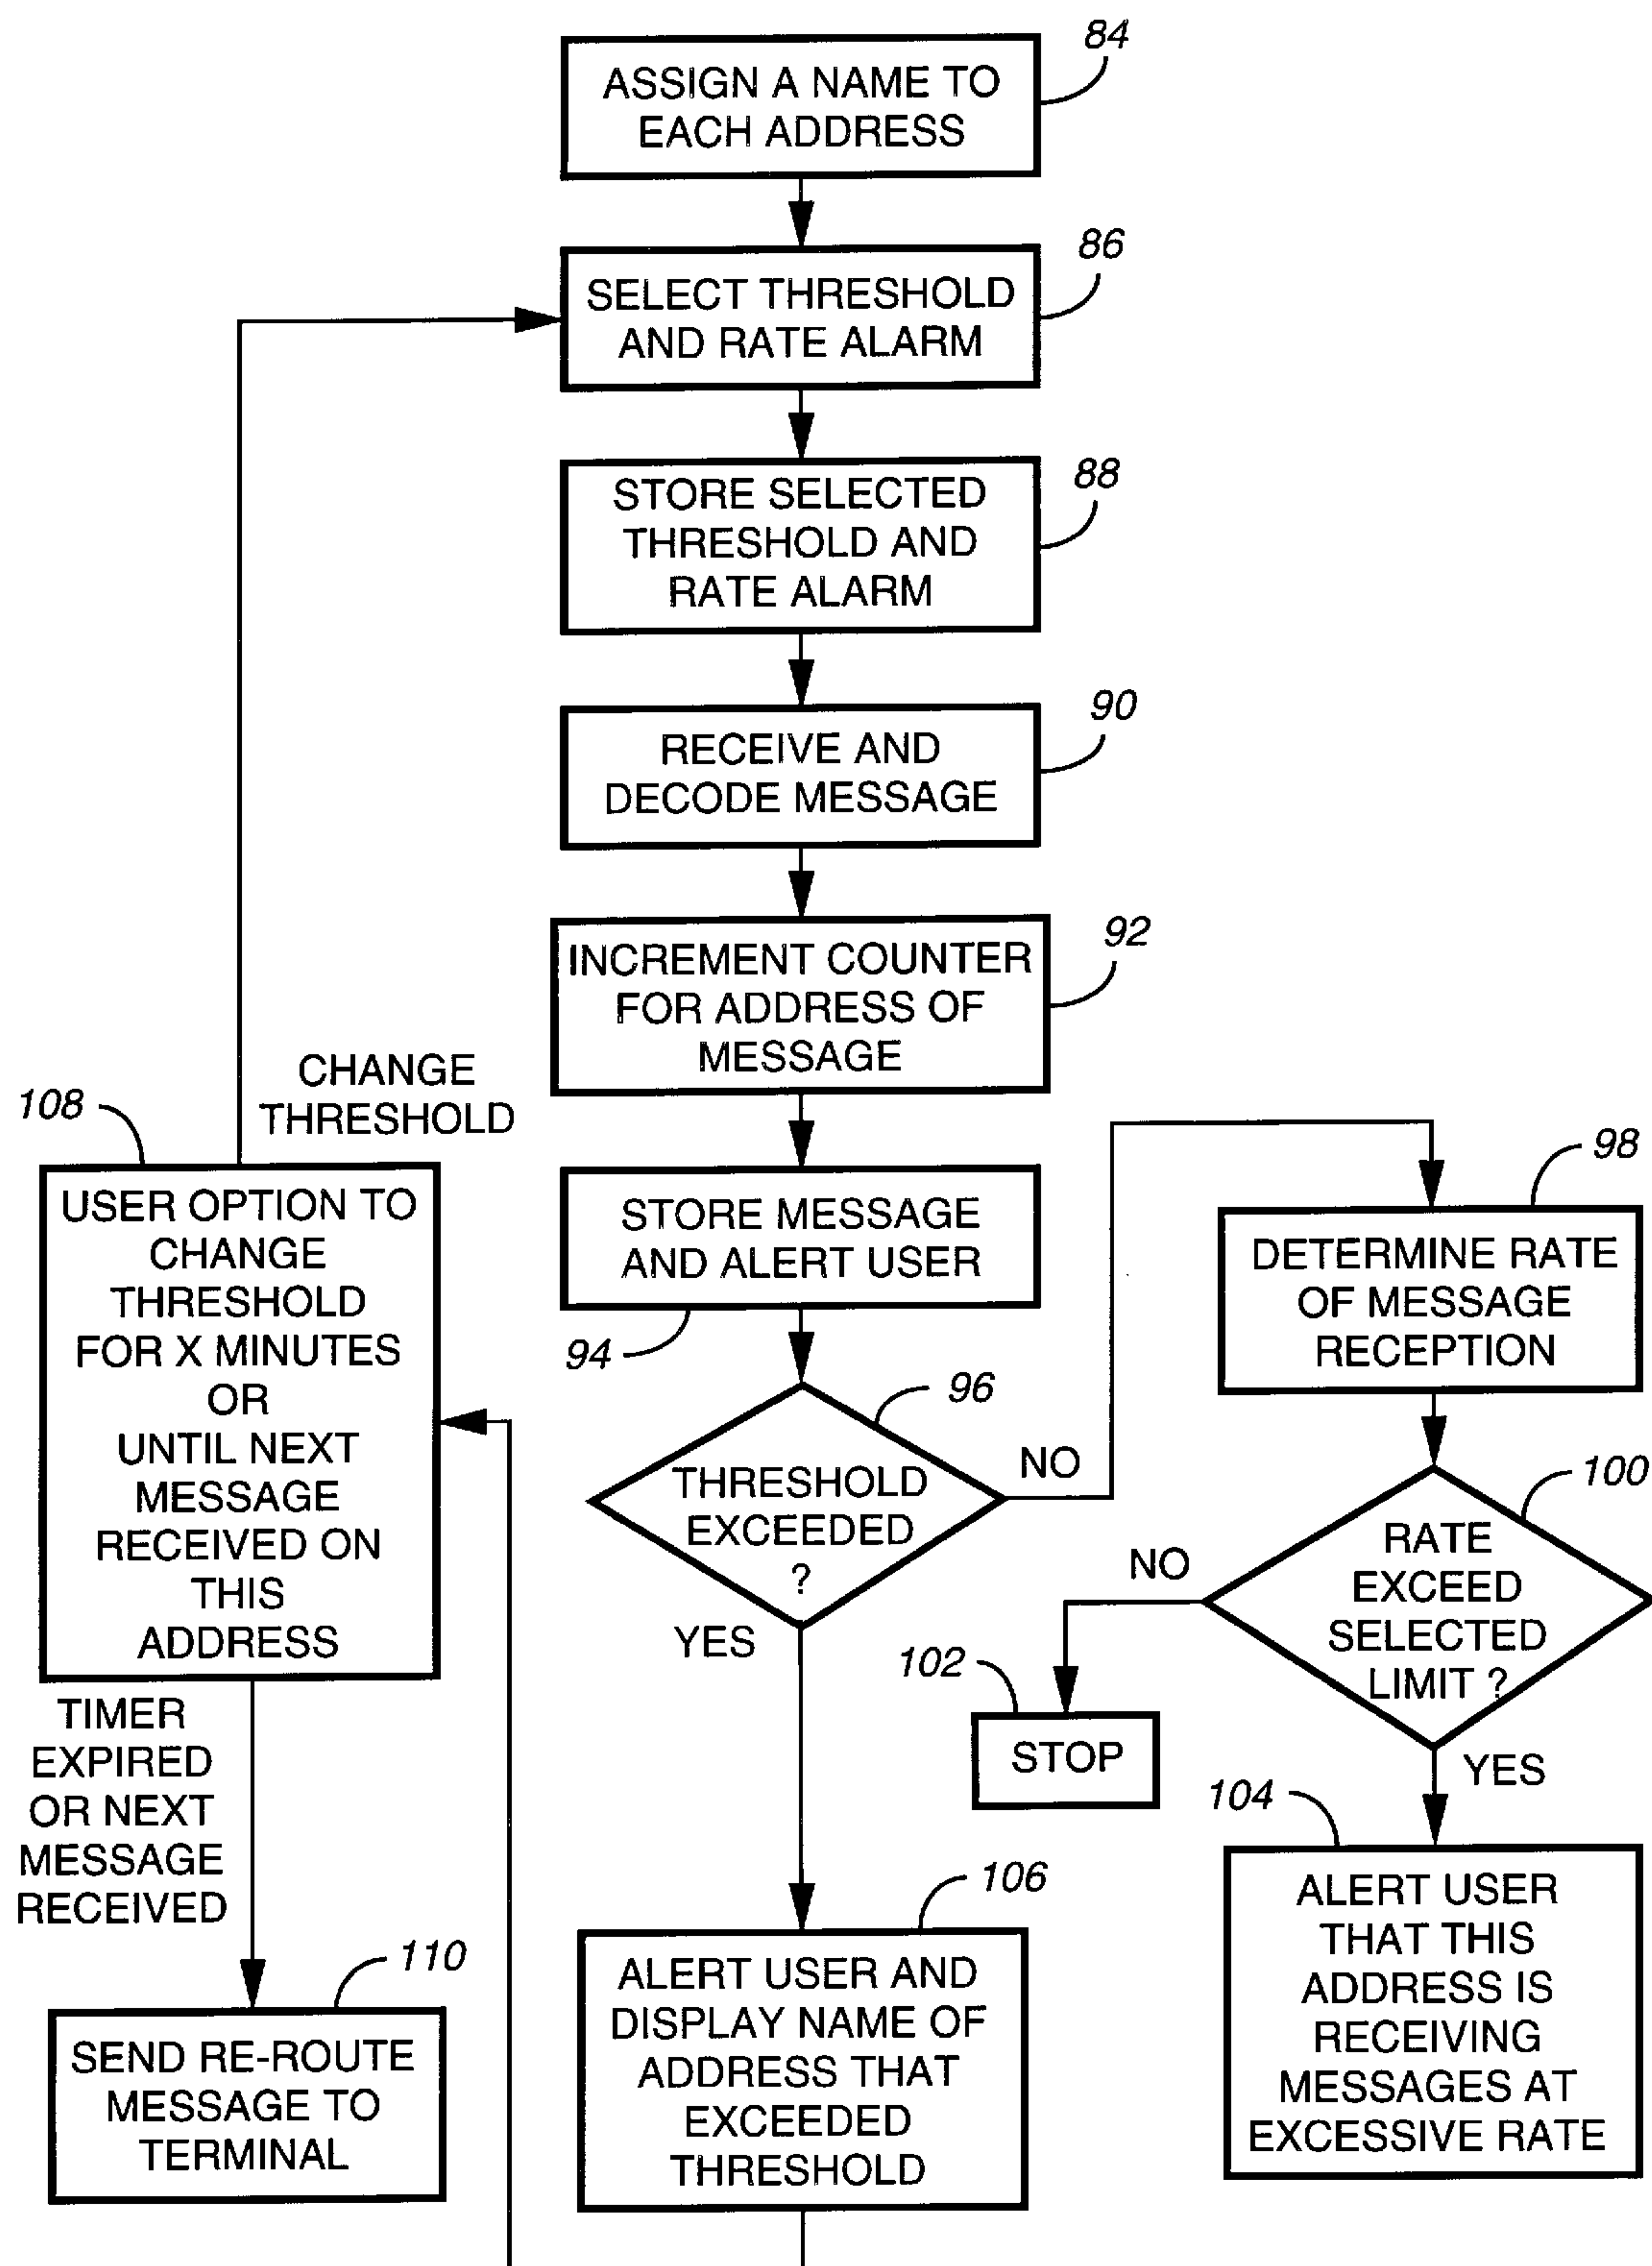 84
ASSIGN A NAME TO
EACH ADDRESS
86
SELECT THRESHOLD
AND RATE ALARM
88
STORE SELECTED
THRESHOLD AND
RATE ALARM
90
RECEIVE AND
DECODE MESSAGE
92
INCREMENT COUNTER
FOR ADDRESS OF
MESSAGE
94
STORE MESSAGE
AND ALERT USER
96
THRESHOLD
EXCEEDED
?
NO
YES
98
DETERMINE RATE
OF MESSAGE
RECEPTION
100
RATE
EXCEED
SELECTED
LIMIT ?
NO
YES
102
STOP
104
ALERT USER
THAT THIS
ADDRESS IS
RECEIVING
MESSAGES AT
EXCESSIVE RATE
106
ALERT USER AND
DISPLAY NAME OF
ADDRESS THAT
EXCEEDED
THRESHOLD
108
CHANGE
THRESHOLD
USER OPTION TO
CHANGE
THRESHOLD
FOR X MINUTES
OR
UNTIL NEXT
MESSAGE
RECEIVED ON
THIS
ADDRESS
TIMER
EXPIRED
OR NEXT
MESSAGE
RECEIVED
110
SEND RE-ROUTE
MESSAGE TO
TERMINAL